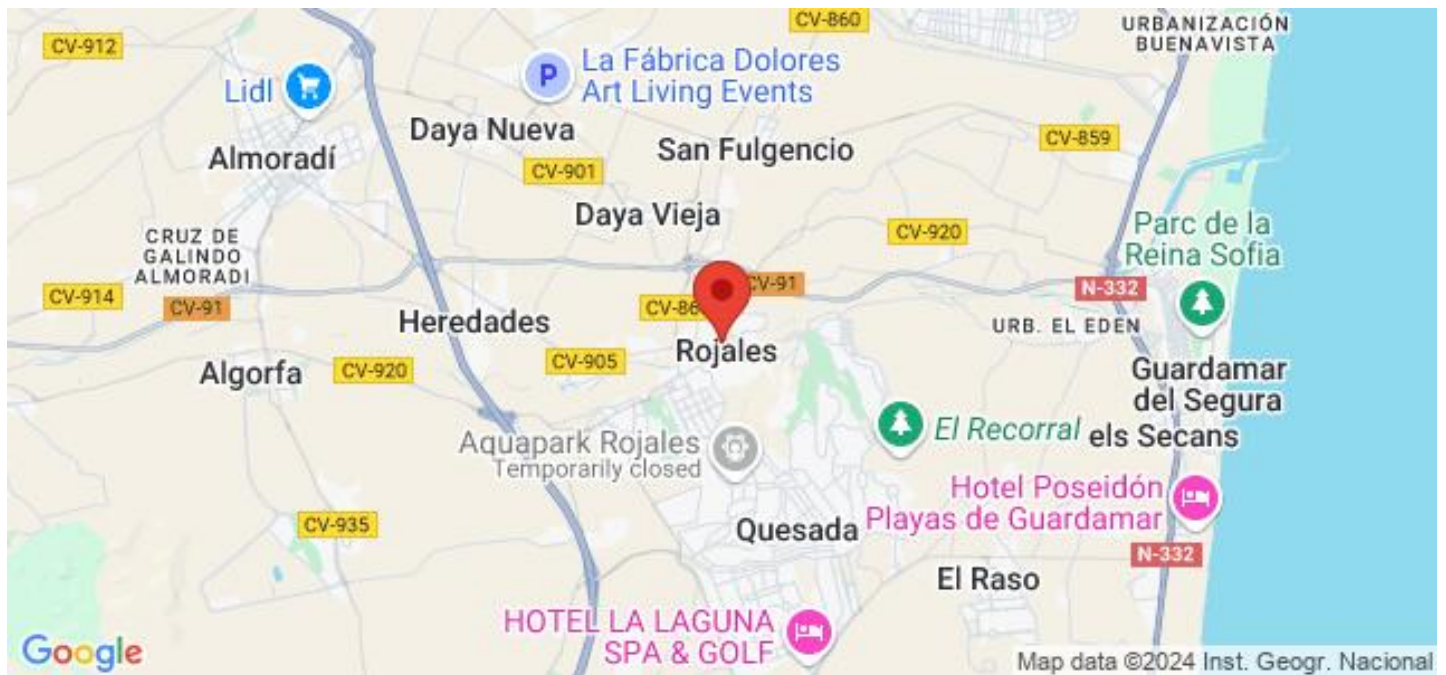 CV-860
URBANIZACIÓN
BUENAVISTA
CV-912
La Fábrica Dolores
Art Living Events
P
Lidl
Daya Nueva
CV-859
San Fulgencio
Almoradí
CV-901
Daya Vieja
Parc de la
Reina Sofia
CRUZ DE
GALINDO
ALMORADI
CV-920
CV-91
N-332
CV-914
CV-91
CV-86
Heredades
URB. EL EDEN
Rojales
CV-905
Algorfa
CV-920
Guardamar
del Segura
El Recorral
els Secans
Aquapark Rojales
Temporarily closed
Hotel Poseidón
Playas de Guardamar
CV-935
Quesada
N-332
El Raso
HOTEL LA LAGUNA
SPA & GOLF
Google
Map data ©2024 Inst. Geogr. Nacional